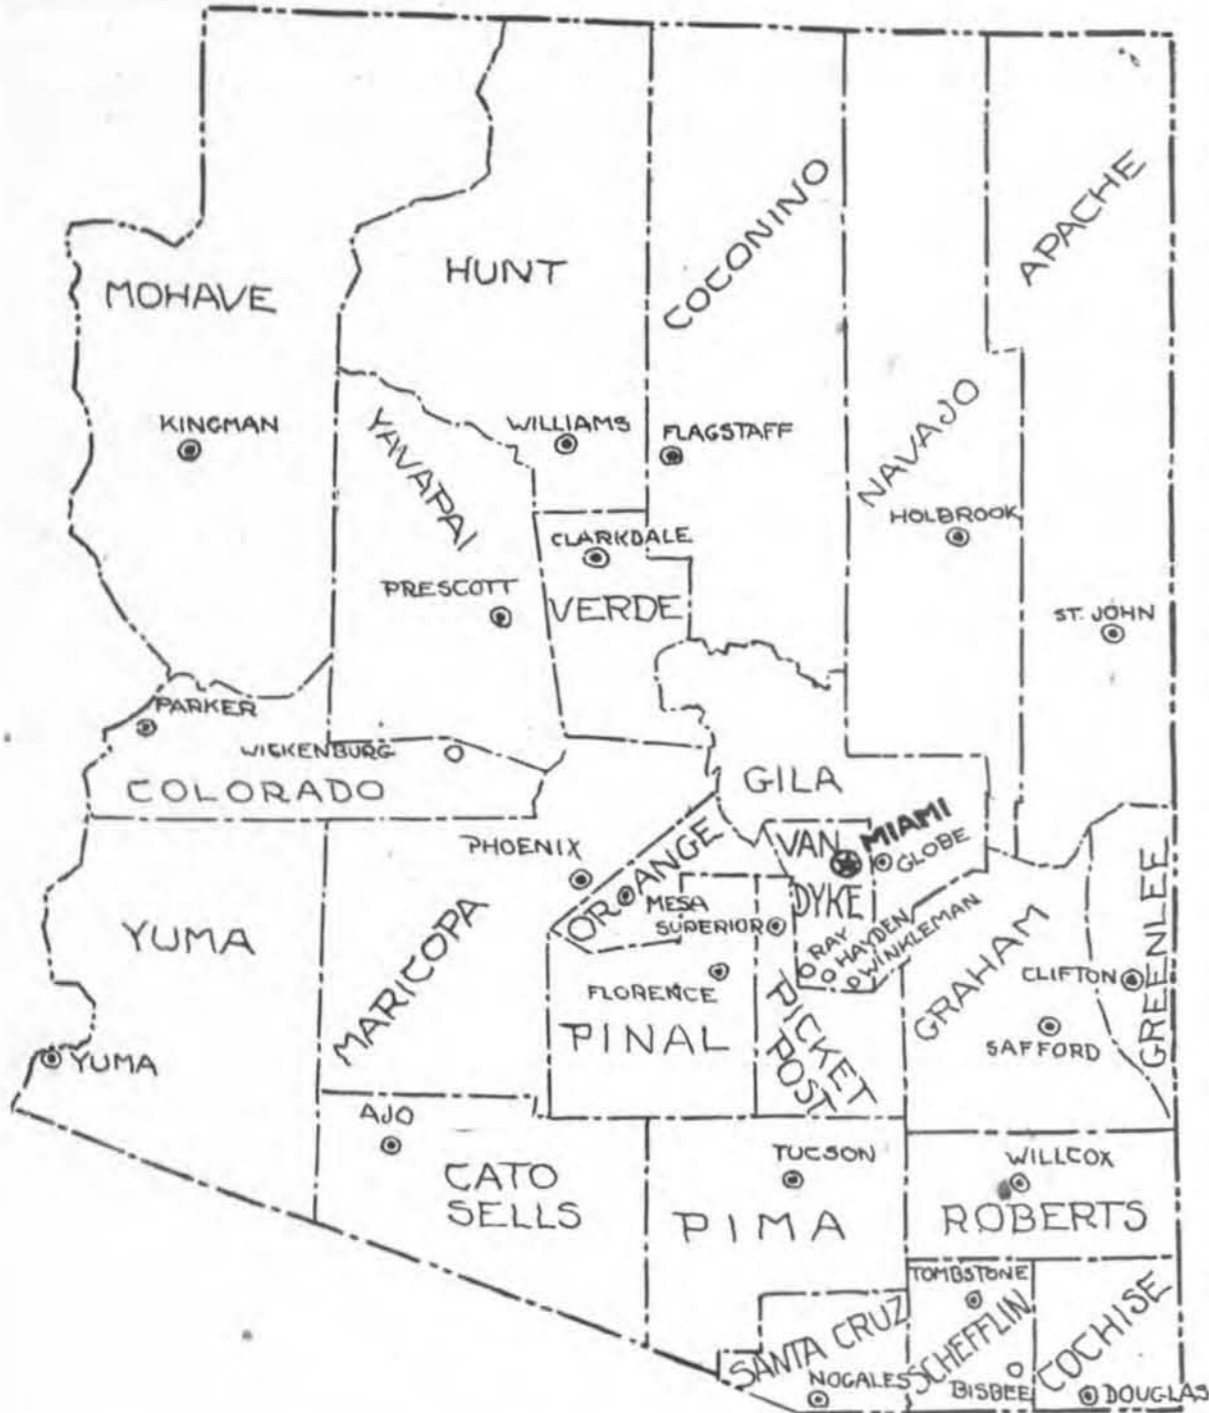 MOHAVE
KINGMAN
HUNT
WILLIAMS
COCONINO
FLAGSTAFF
APACHE
NAVAJO
HOLBROOK
ST. JOHN
YAVAPAI
PRESCOTT
CLARKDALE
VERDE
PARKER
WICKENBURG
COLORADO
GILA
MIAMI
GLOBE
VAN
DYKE
PHOENIX
ORANGE
MESA
SUPERIOR
RAY
HAYDEN
WINKLEMAN
YUMA
YUMA
MARICOPA
FLORENCE
PINAL
PICKET
POST
GRAHAM
SAFFORD
CLIFTON
GREENLEE
AJO
CATO
SELLS
TUCSON
PIMA
WILLCOX
ROBERTS
TOMBSTONE
SCHEFFLIN
BISBEE
COCHISE
DOUGLAS
SANTA CRUZ
NOGALES